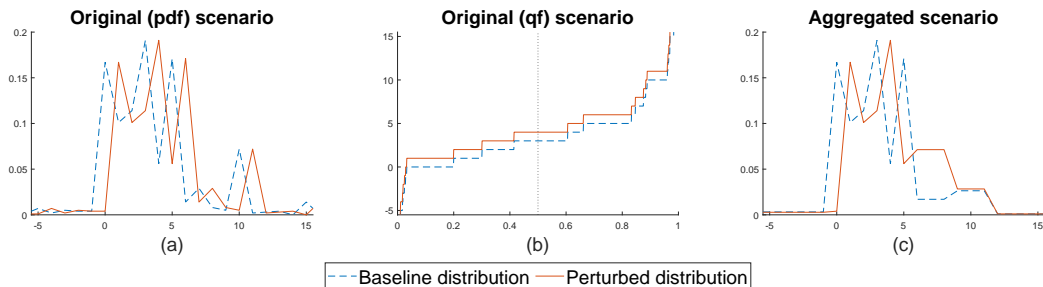 Original (pdf) scenario
0.2
0.15
0.1
0.05
0
-5 0 5 10 15
(a)
Original (qf) scenario
15
10
5
0
-5
0 0.2 0.4 0.6 0.8 1
(b)
Aggregated scenario
0.2
0.15
0.1
0.05
0
-5 0 5 10 15
(c)
Baseline distribution Perturbed distribution